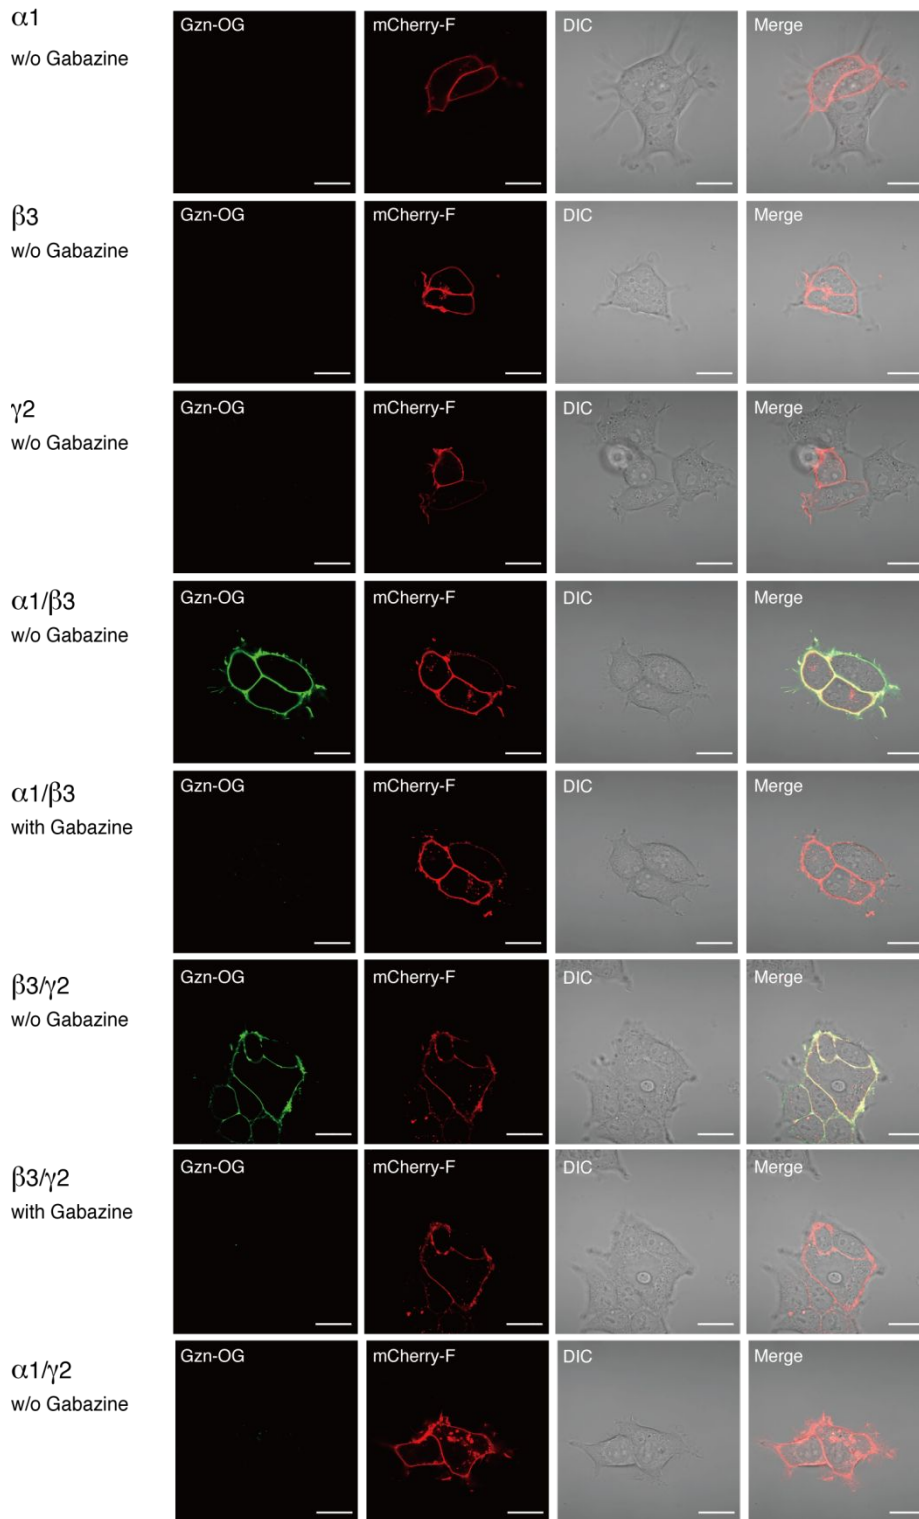 α1
w/o Gabazine
Gzn-OG
mCherry-F
DIC
Merge
β3
w/o Gabazine
Gzn-OG
mCherry-F
DIC
Merge
γ2
w/o Gabazine
Gzn-OG
mCherry-F
DIC
Merge
α1/β3
w/o Gabazine
Gzn-OG
mCherry-F
DIC
Merge
α1/β3
with Gabazine
Gzn-OG
mCherry-F
DIC
Merge
β3/γ2
w/o Gabazine
Gzn-OG
mCherry-F
DIC
Merge
β3/γ2
with Gabazine
Gzn-OG
mCherry-F
DIC
Merge
α1/γ2
w/o Gabazine
Gzn-OG
mCherry-F
DIC
Merge